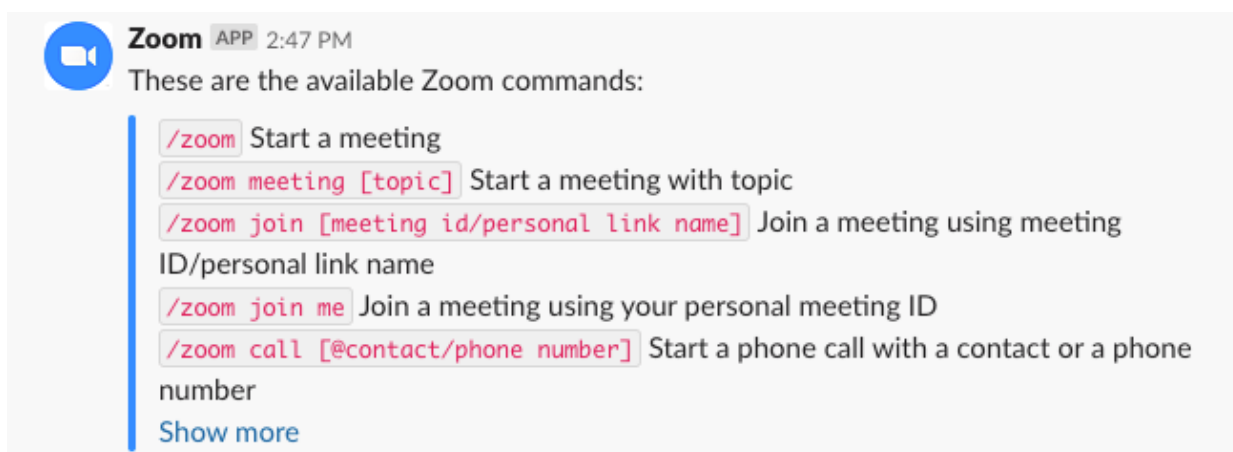 Zoom APP 2:47 PM
These are the available Zoom commands:
/zoom Start a meeting
/zoom meeting [topic] Start a meeting with topic
/zoom join [meeting id/personal link name] Join a meeting using meeting
ID/personal link name
/zoom join me Join a meeting using your personal meeting ID
/zoom call [@contact/phone number] Start a phone call with a contact or a phone
number
Show more